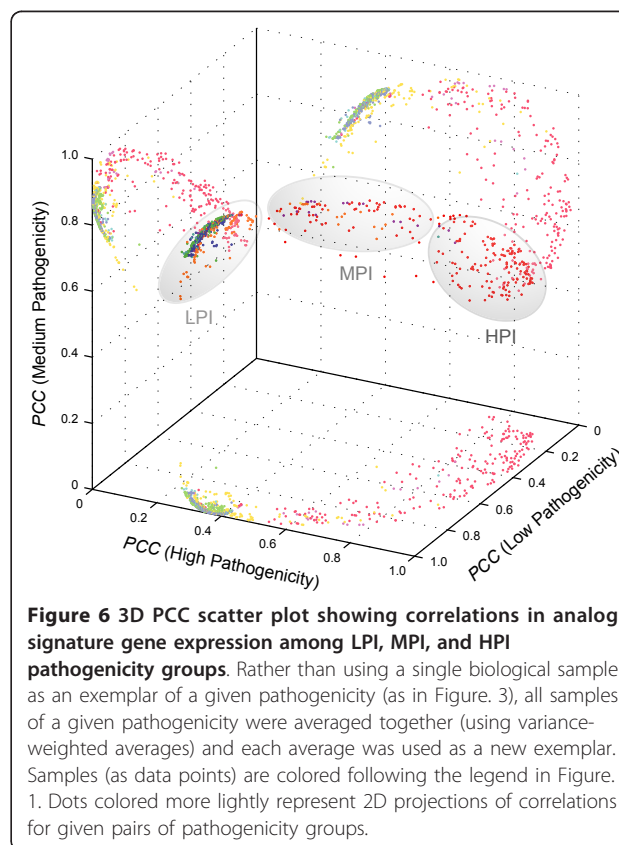 1.0
0.8
0.6
0.4
0.2
0
PCC (Medium Pathogenicity)
0
0.2
0.4
0.6
0.8
1.0
PCC (High Pathogenicity)
0
0.2
0.4
0.6
0.8
1.0
PCC (Low Pathogenicity)
LPI
MPI
HPI
Figure 6 3D PCC scatter plot showing correlations in analog
signature gene expression among LPI, MPI, and HPI
pathogenicity groups. Rather than using a single biological sample
as an exemplar of a given pathogenicity (as in Figure. 3), all samples
of a given pathogenicity were averaged together (using variance-
weighted averages) and each average was used as a new exemplar.
Samples (as data points) are colored following the legend in Figure.
1. Dots colored more lightly represent 2D projections of correlations
for given pairs of pathogenicity groups.